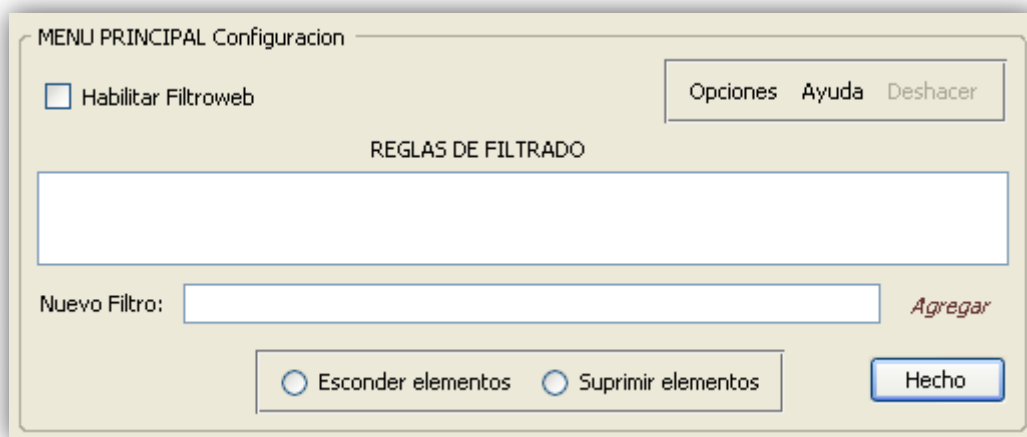 MENU PRINCIPAL Configuracion
Habilitar Filtroweb
Opciones Ayuda Deshacer
REGLAS DE FILTRADO
Nuevo Filtro:
Agregar
Esconder elementos Suprimir elementos
Hecho